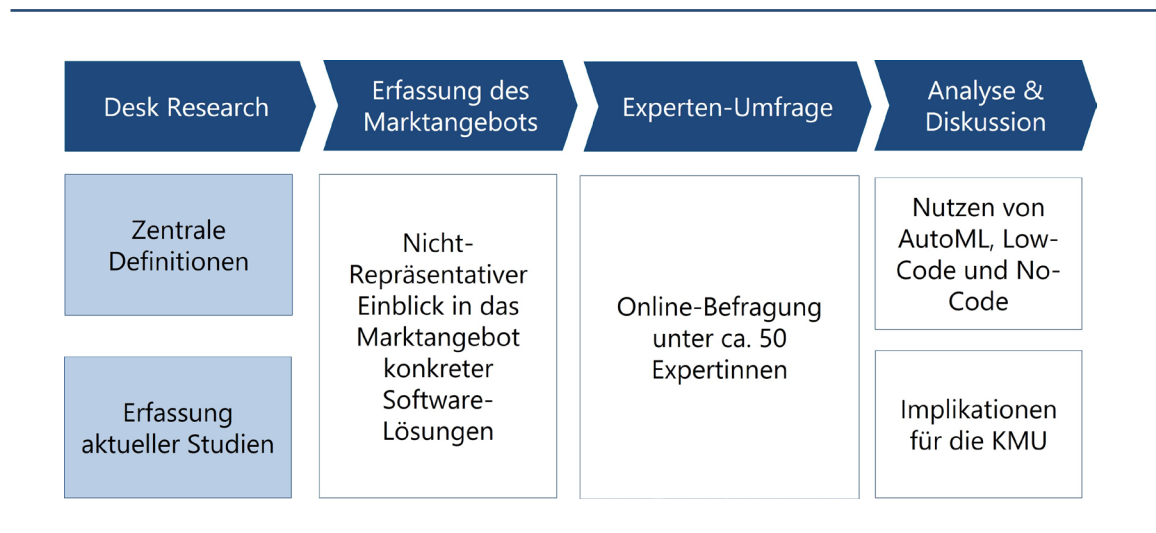 Desk Research
Erfassung des
Marktangebots
Experten-Umfrage
Analyse &
Diskussion
Zentrale
Definitionen
Erfassung
aktueller Studien
Nicht-
Repräsentativer
Einblick in das
Marktangebot
konkreter
Software-
Lösungen
Online-Befragung
unter ca. 50
Expertinnen
Nutzen von
AutoML, Low-
Code und No-
Code
Implikationen
für die KMU